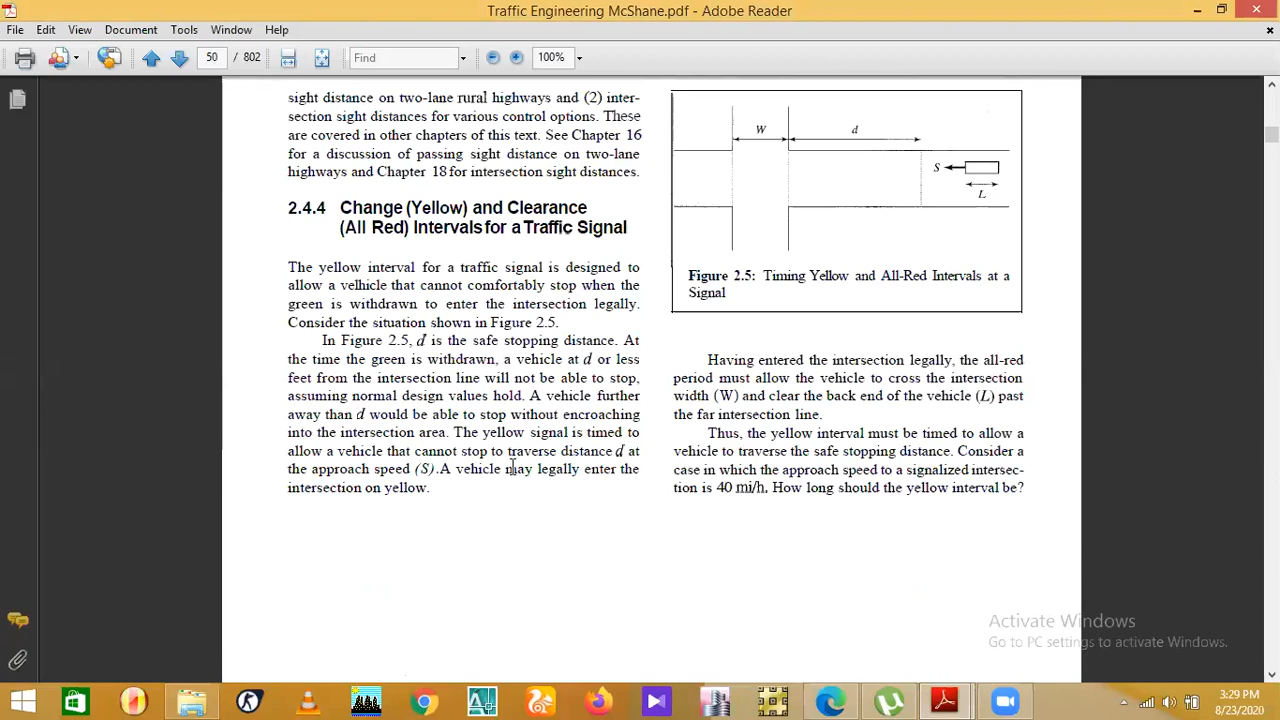 Traffic Engineering McShane.pdf - Adobe Reader
File Edit View Document Tools Window Help
50 / 802
Find
100%
sight distance on two-lane rural highways and (2) inter-
section sight distances for various control options. These
are covered in other chapters of this text. See Chapter 16
for a discussion of passing sight distance on two-lane
highways and Chapter 18 for intersection sight distances.
2.4.4 Change (Yellow) and Clearance
(All Red) Intervals for a Traffic Signal
The yellow interval for a traffic signal is designed to
allow a velhicle that cannot comfortably stop when the
green is withdrawn to enter the intersection legally.
Consider the situation shown in Figure 2.5.
In Figure 2.5, d is the safe stopping distance. At
the time the green is withdrawn, a vehicle at d or less
feet from the intersection line will not be able to stop,
assuming normal design values hold. A vehicle further
away than d would be able to stop without encroaching
into the intersection area. The yellow signal is timed to
allow a vehicle that cannot stop to traverse distance d at
the approach speed (S). A vehicle may legally enter the
intersection on yellow.
W
d
S
L
Figure 2.5: Timing Yellow and All-Red Intervals at a
Signal
Having entered the intersection legally, the all-red
period must allow the vehicle to cross the intersection
width (W) and clear the back end of the vehicle (L) past
the far intersection line.
Thus, the yellow interval must be timed to allow a
vehicle to traverse the safe stopping distance. Consider a
case in which the approach speed to a signalized intersec-
tion is 40 mi/h. How long should the yellow interval be?
Activate Windows
Go to PC settings to activate Windows.
3:29 PM
8/23/2020